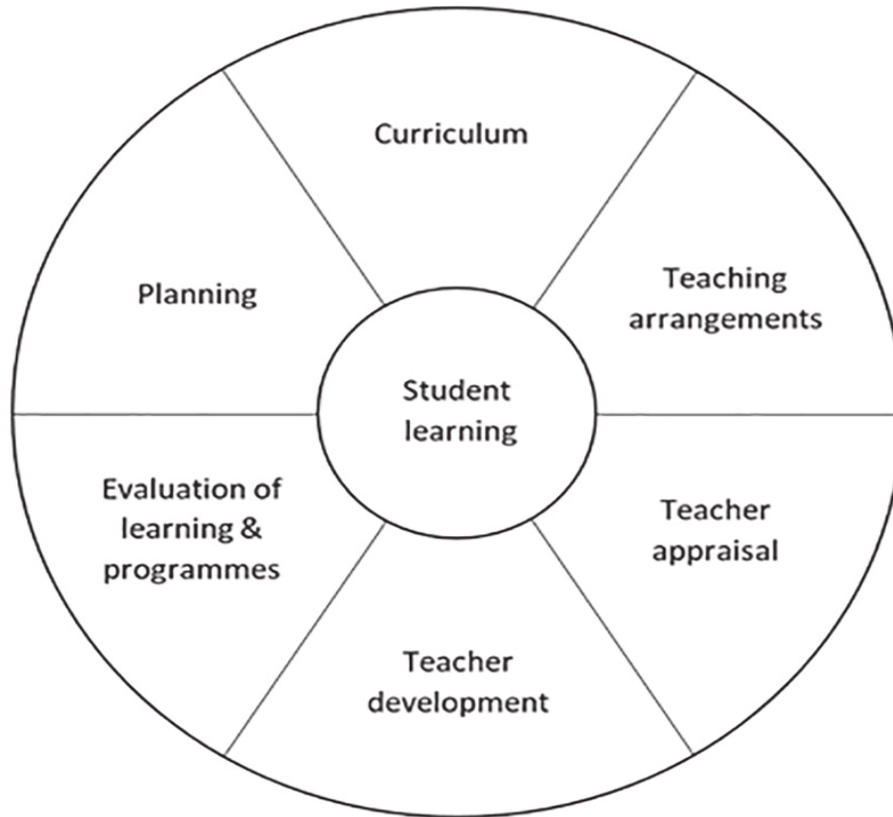 Curriculum
Teaching
arrangements
Teacher
appraisal
Teacher
development
Evaluation of
learning &
programmes
Planning
Student
learning